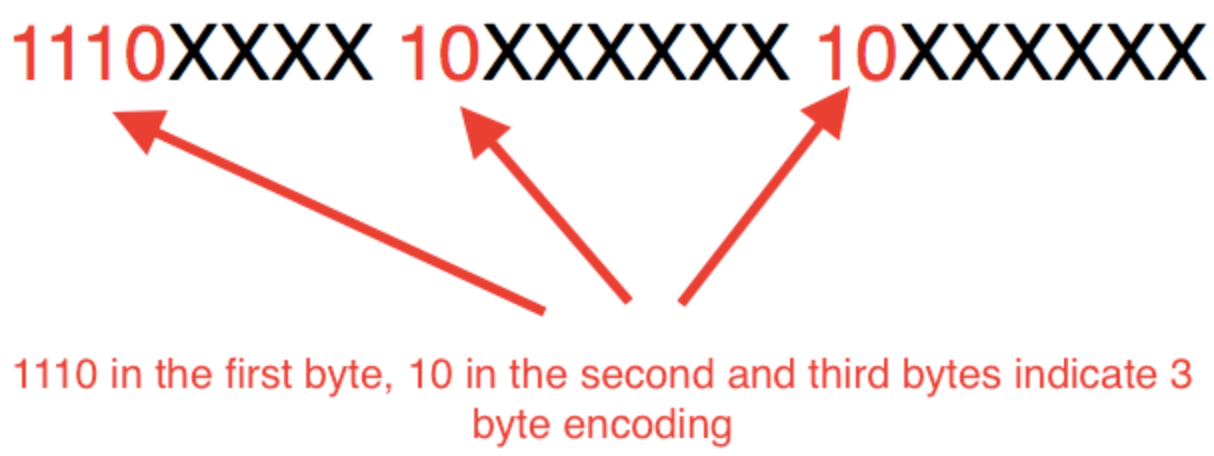 1110XXXX 10XXXXXX 10XXXXXX
1110 in the first byte, 10 in the second and third bytes indicate 3
byte encoding